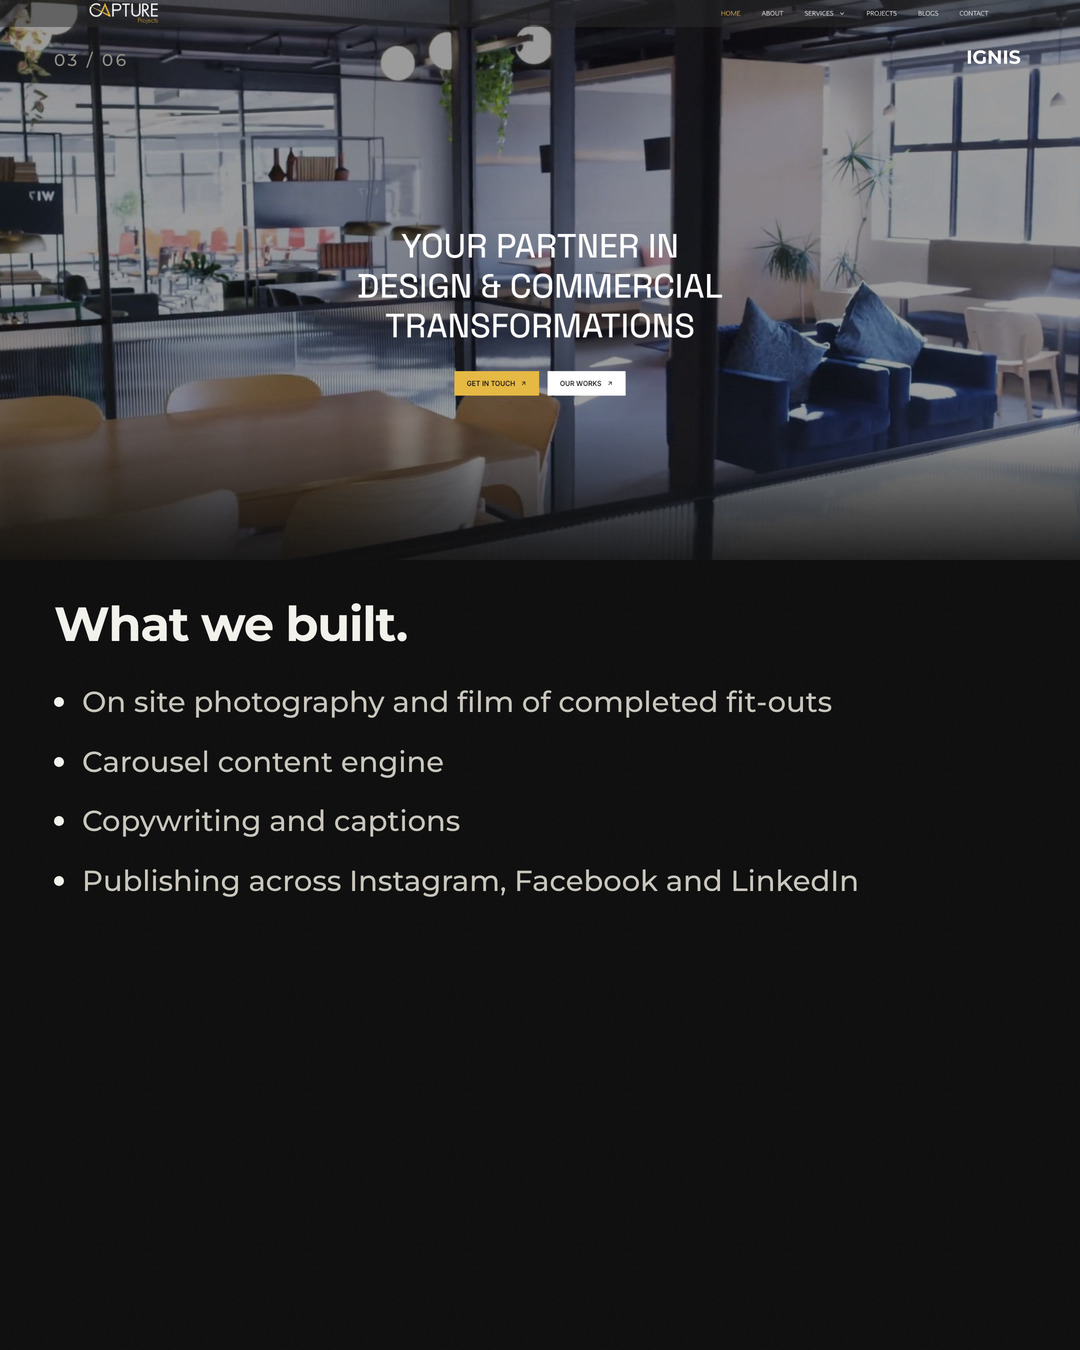 CAPTURE
Projects
HOME ABOUT SERVICES PROJECTS BLOGS CONTACT
03 / 06
IGNIS
YOUR PARTNER IN
DESIGN & COMMERCIAL
TRANSFORMATIONS
GET IN TOUCH OUR WORKS
What we built.
• On site photography and film of completed fit-outs
• Carousel content engine
• Copywriting and captions
• Publishing across Instagram, Facebook and LinkedIn